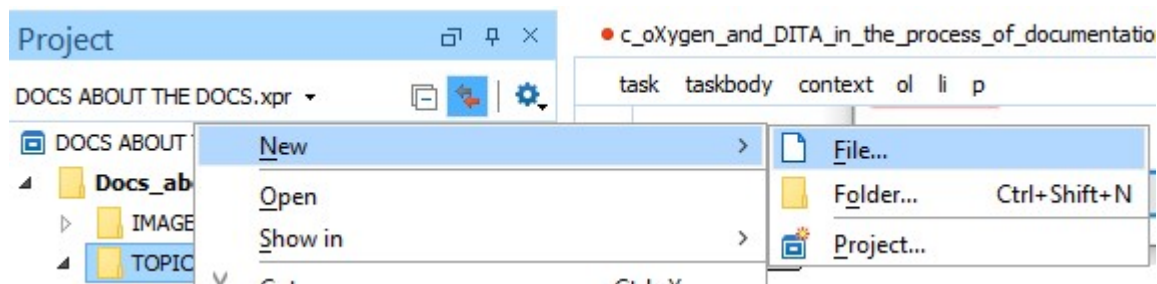 Project
c_oXygen_and_DITA_in_the_process_of_documentatio
DOCS ABOUT THE DOCS.xpr
task taskbody context ol li p
DOCS ABOUT
New
File...
Docs_ab
Open
Folder... Ctrl+Shift+N
IMAGE
Show in
Project...
TOPIC